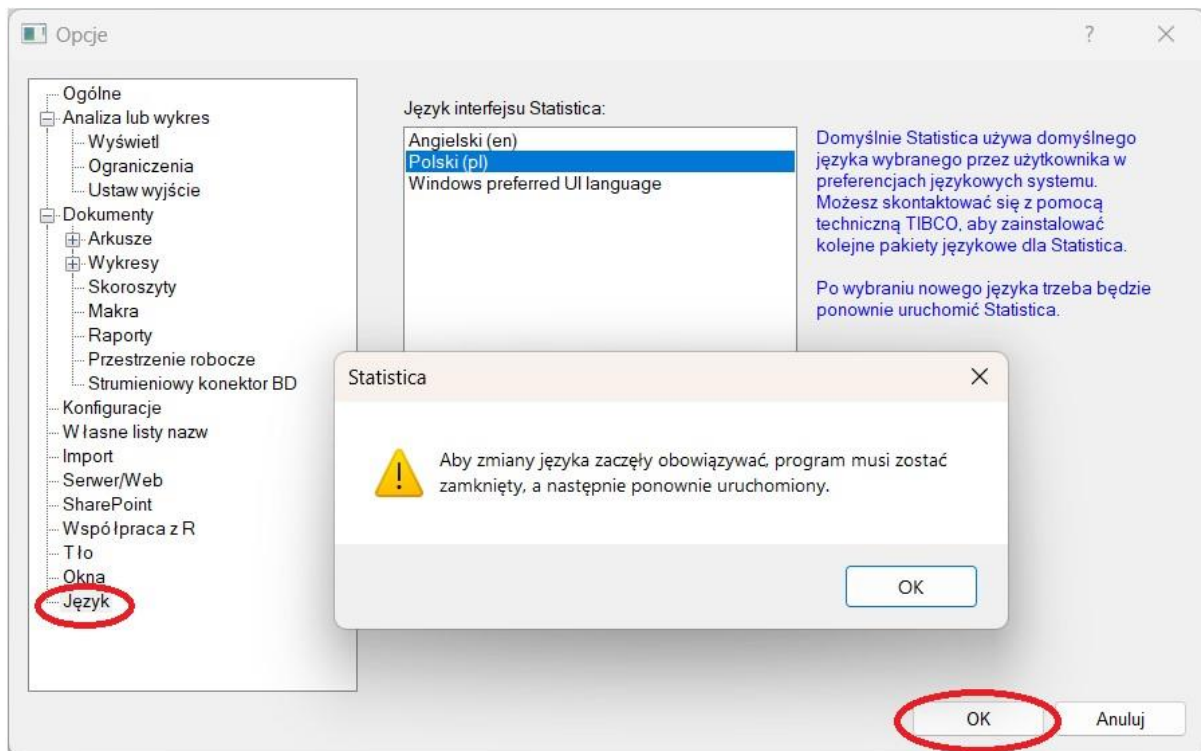 Opcje
?
Ogólne
Analiza lub wykres
Wyświetl
Ograniczenia
Ustaw wyjście
Dokumenty
Arkusze
Wykresy
Skoroszyty
Makra
Raporty
Przestrzenie robocze
Strumieniowy konektor BD
Konfiguracje
Własne listy nazw
Import
Serwer/Web
SharePoint
Współpraca z R
Tło
Okna
Język
Język interfejsu Statistica:
Angielski (en)
Polski (pl)
Windows preferred UI language
Domyślnie Statistica używa domyślnego
języka wybranego przez użytkownika w
preferencjach językowych systemu.
Możesz skontaktować się z pomocą
techniczną TIBCO, aby zainstalować
kolejne pakiety językowe dla Statistica.
Po wybraniu nowego języka trzeba będzie
ponownie uruchomić Statistica.
Statistica
Aby zmiany języka zaczęły obowiązywać, program musi zostać
zamknięty, a następnie ponownie uruchomiony.
OK
OK
Anuluj